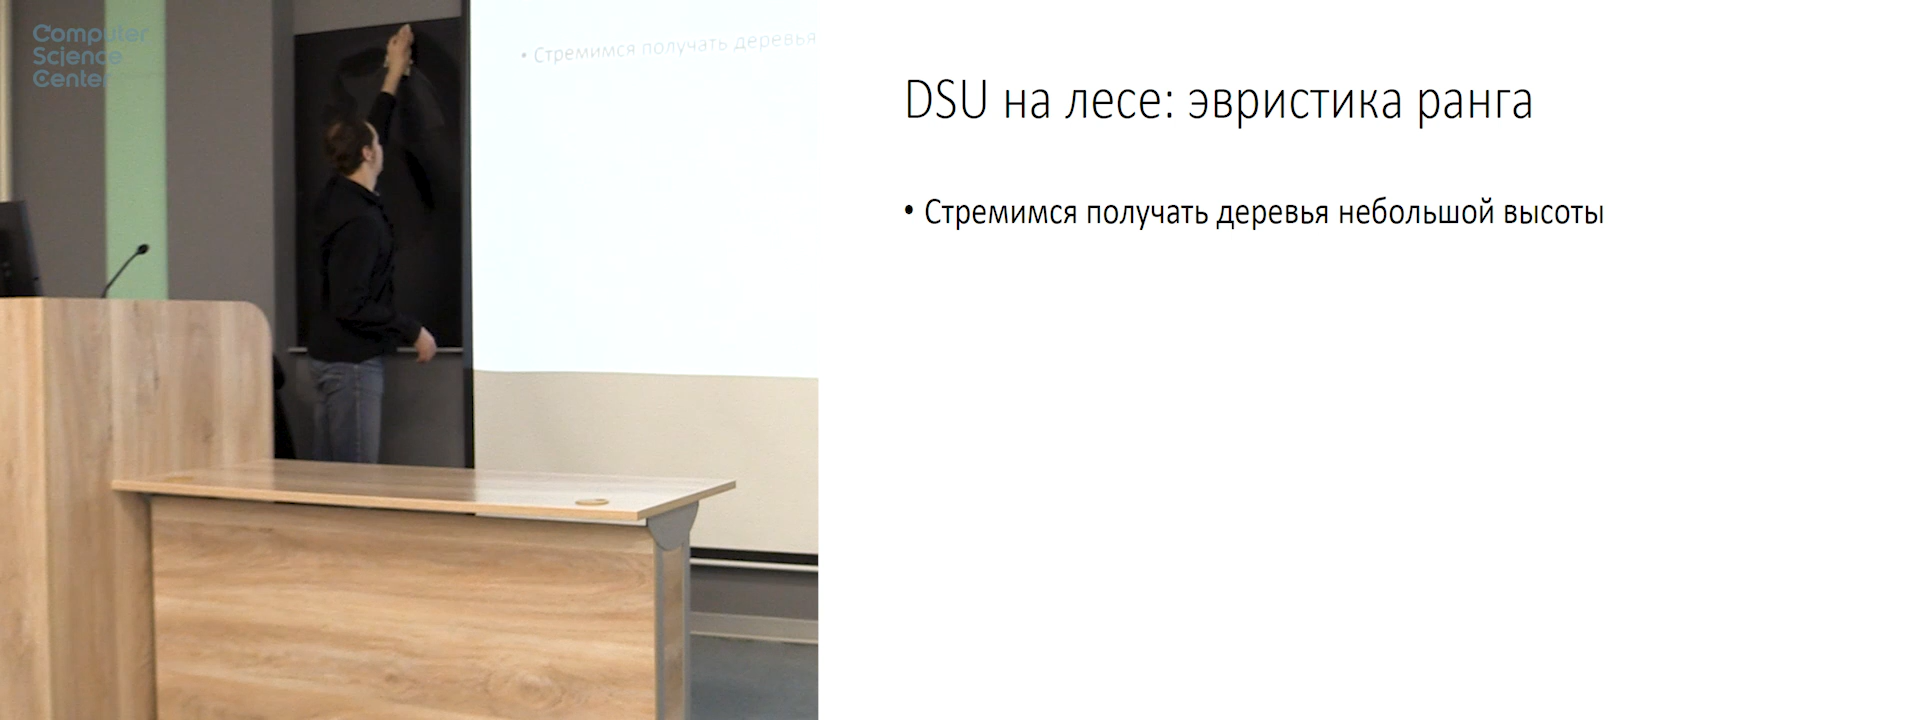 Computer
Science
Center
• Стремимся получать деревья
DSU на лесе: эвристика ранга
• Стремимся получать деревья небольшой высоты